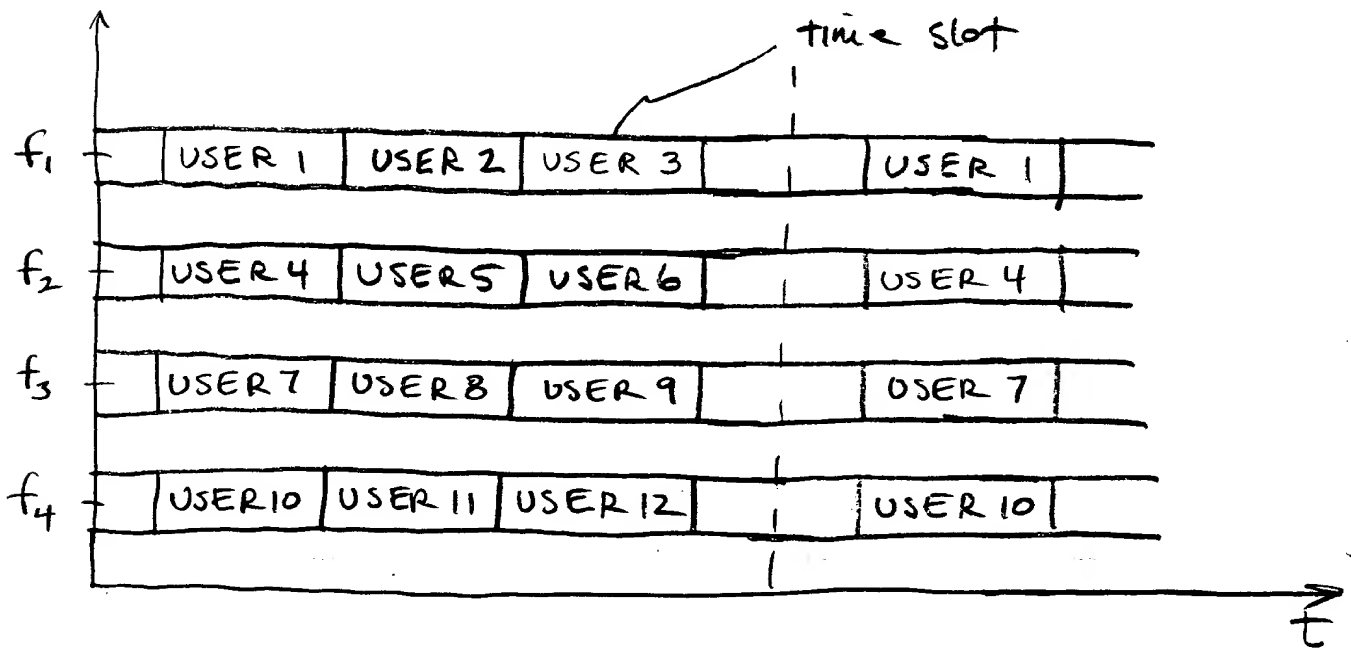 time slot
f₁ USER 1 USER 2 USER 3 USER 1
f₂ USER 4 USER 5 USER 6 USER 4
f₃ USER 7 USER 8 USER 9 USER 7
f₄ USER 10 USER 11 USER 12 USER 10
t